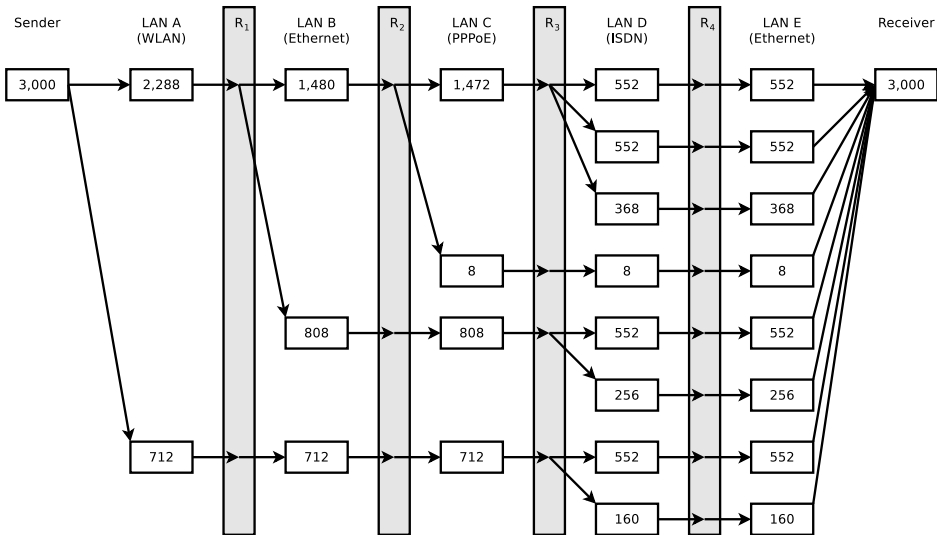 Sender LAN A R1 LAN B R2 LAN C R3 LAN D R4 LAN E Receiver
(WLAN) (Ethernet) (PPPoE) (ISDN) (Ethernet)
3,000 2,288 1,480 1,472 552 552 3,000
552 552
368 368
8 8 8
808 808 552 552
256 256
712 712 712 552 552
160 160